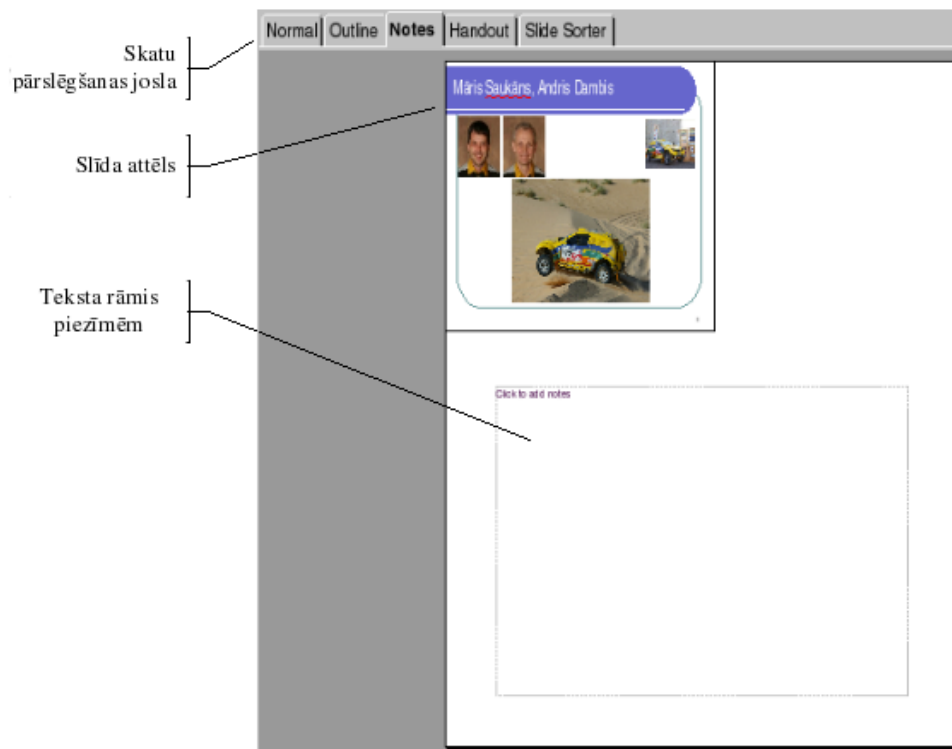 Normal Outline Notes Handout Slide Sorter
Skatu
pārslēgšanas josla
Māris Saukāns, Andris Dambis
Slīda attēls
Teksta rāmis
piezīmēm
Click to add notes